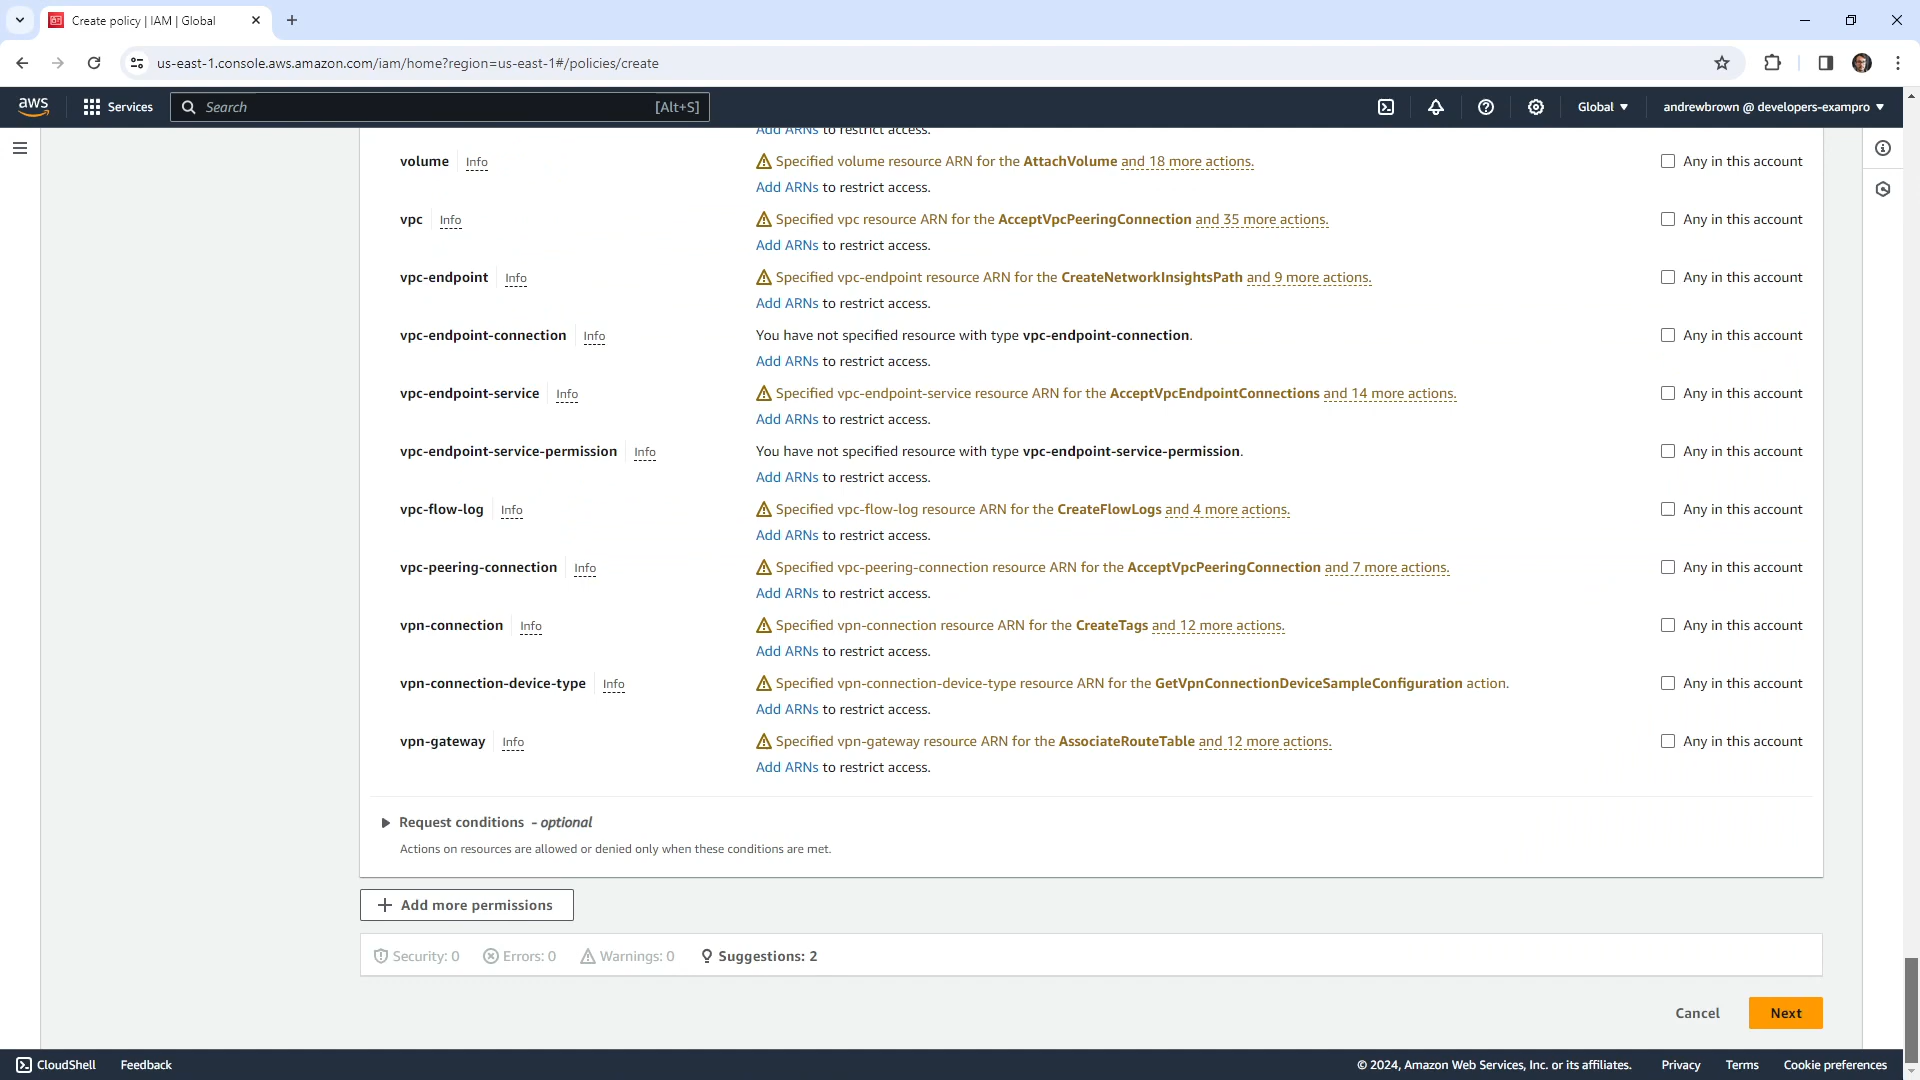 Create policy | IAM | Global
us-east-1.console.aws.amazon.com/iam/home?region=us-east-1#/policies/create
aws Services Search [Alt+S] Global andrewbrown @ developers-exampro
Add ARNs to restrict access.
volume Info Specified volume resource ARN for the AttachVolume and 18 more actions. Any in this account
Add ARNs to restrict access.
vpc Info Specified vpc resource ARN for the AcceptVpcPeeringConnection and 35 more actions. Any in this account
Add ARNs to restrict access.
vpc-endpoint Info Specified vpc-endpoint resource ARN for the CreateNetworkInsightsPath and 9 more actions. Any in this account
Add ARNs to restrict access.
vpc-endpoint-connection Info You have not specified resource with type vpc-endpoint-connection. Any in this account
Add ARNs to restrict access.
vpc-endpoint-service Info Specified vpc-endpoint-service resource ARN for the AcceptVpcEndpointConnections and 14 more actions. Any in this account
Add ARNs to restrict access.
vpc-endpoint-service-permission Info You have not specified resource with type vpc-endpoint-service-permission. Any in this account
Add ARNs to restrict access.
vpc-flow-log Info Specified vpc-flow-log resource ARN for the CreateFlowLogs and 4 more actions. Any in this account
Add ARNs to restrict access.
vpc-peering-connection Info Specified vpc-peering-connection resource ARN for the AcceptVpcPeeringConnection and 7 more actions. Any in this account
Add ARNs to restrict access.
vpn-connection Info Specified vpn-connection resource ARN for the CreateTags and 12 more actions. Any in this account
Add ARNs to restrict access.
vpn-connection-device-type Info Specified vpn-connection-device-type resource ARN for the GetVpnConnectionDeviceSampleConfiguration action. Any in this account
Add ARNs to restrict access.
vpn-gateway Info Specified vpn-gateway resource ARN for the AssociateRouteTable and 12 more actions. Any in this account
Add ARNs to restrict access.
Request conditions - optional
Actions on resources are allowed or denied only when these conditions are met.
Add more permissions
Security: 0 Errors: 0 Warnings: 0 Suggestions: 2
Cancel Next
CloudShell Feedback © 2024, Amazon Web Services, Inc. or its affiliates. Privacy Terms Cookie preferences